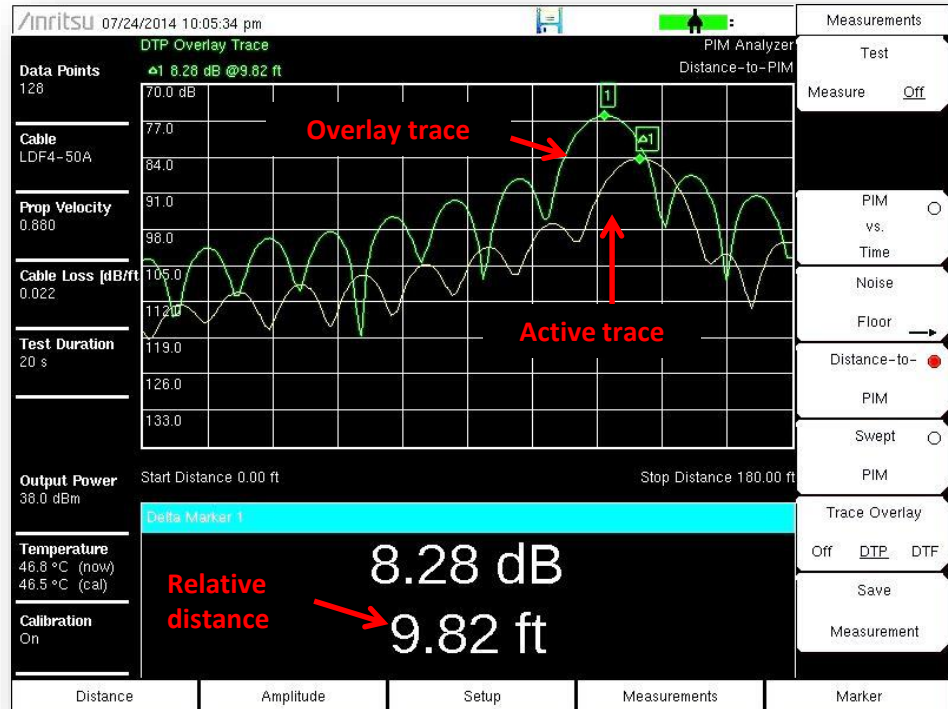 /Inritsu 07/24/2014 10:05:34 pm
DTP Overlay Trace
PIM Analyzer
▵1 8.28 dB @9.82 ft
Distance-to-PIM
Data Points
128
Cable
LDF4-50A
Prop Velocity
0.880
Cable Loss [dB/ft
0.022
Test Duration
20 s
Output Power
38.0 dBm
Temperature
46.8 °C (now)
46.5 °C (cal)
Calibration
On
70.0 dB
77.0
84.0
91.0
98.0
105.0
112.0
119.0
126.0
133.0
1
▵1
Overlay trace
Active trace
Start Distance 0.00 ft
Stop Distance 180.00 ft
Delta Marker 1
8.28 dB
Relative
distance
9.82 ft
Measurements
Test
Measure Off
PIM
vs.
Time
Noise
Floor
Distance-to-
PIM
Swept
PIM
Trace Overlay
Off DTP DTF
Save
Measurement
Distance
Amplitude
Setup
Measurements
Marker